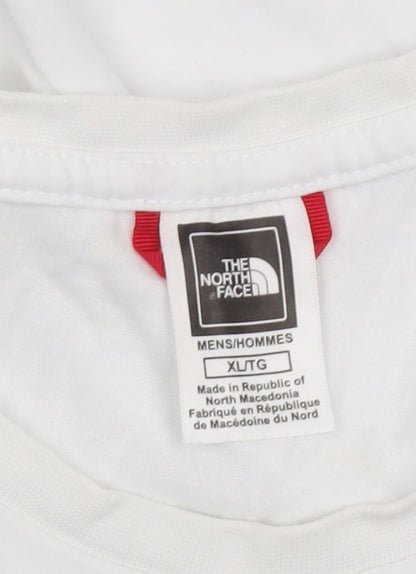 THE
NORTH
FACE
MENS/HOMMES
XL/TG
Made in Republic of
North Macedonia
Fabriqué en République
de Macédoine du Nord